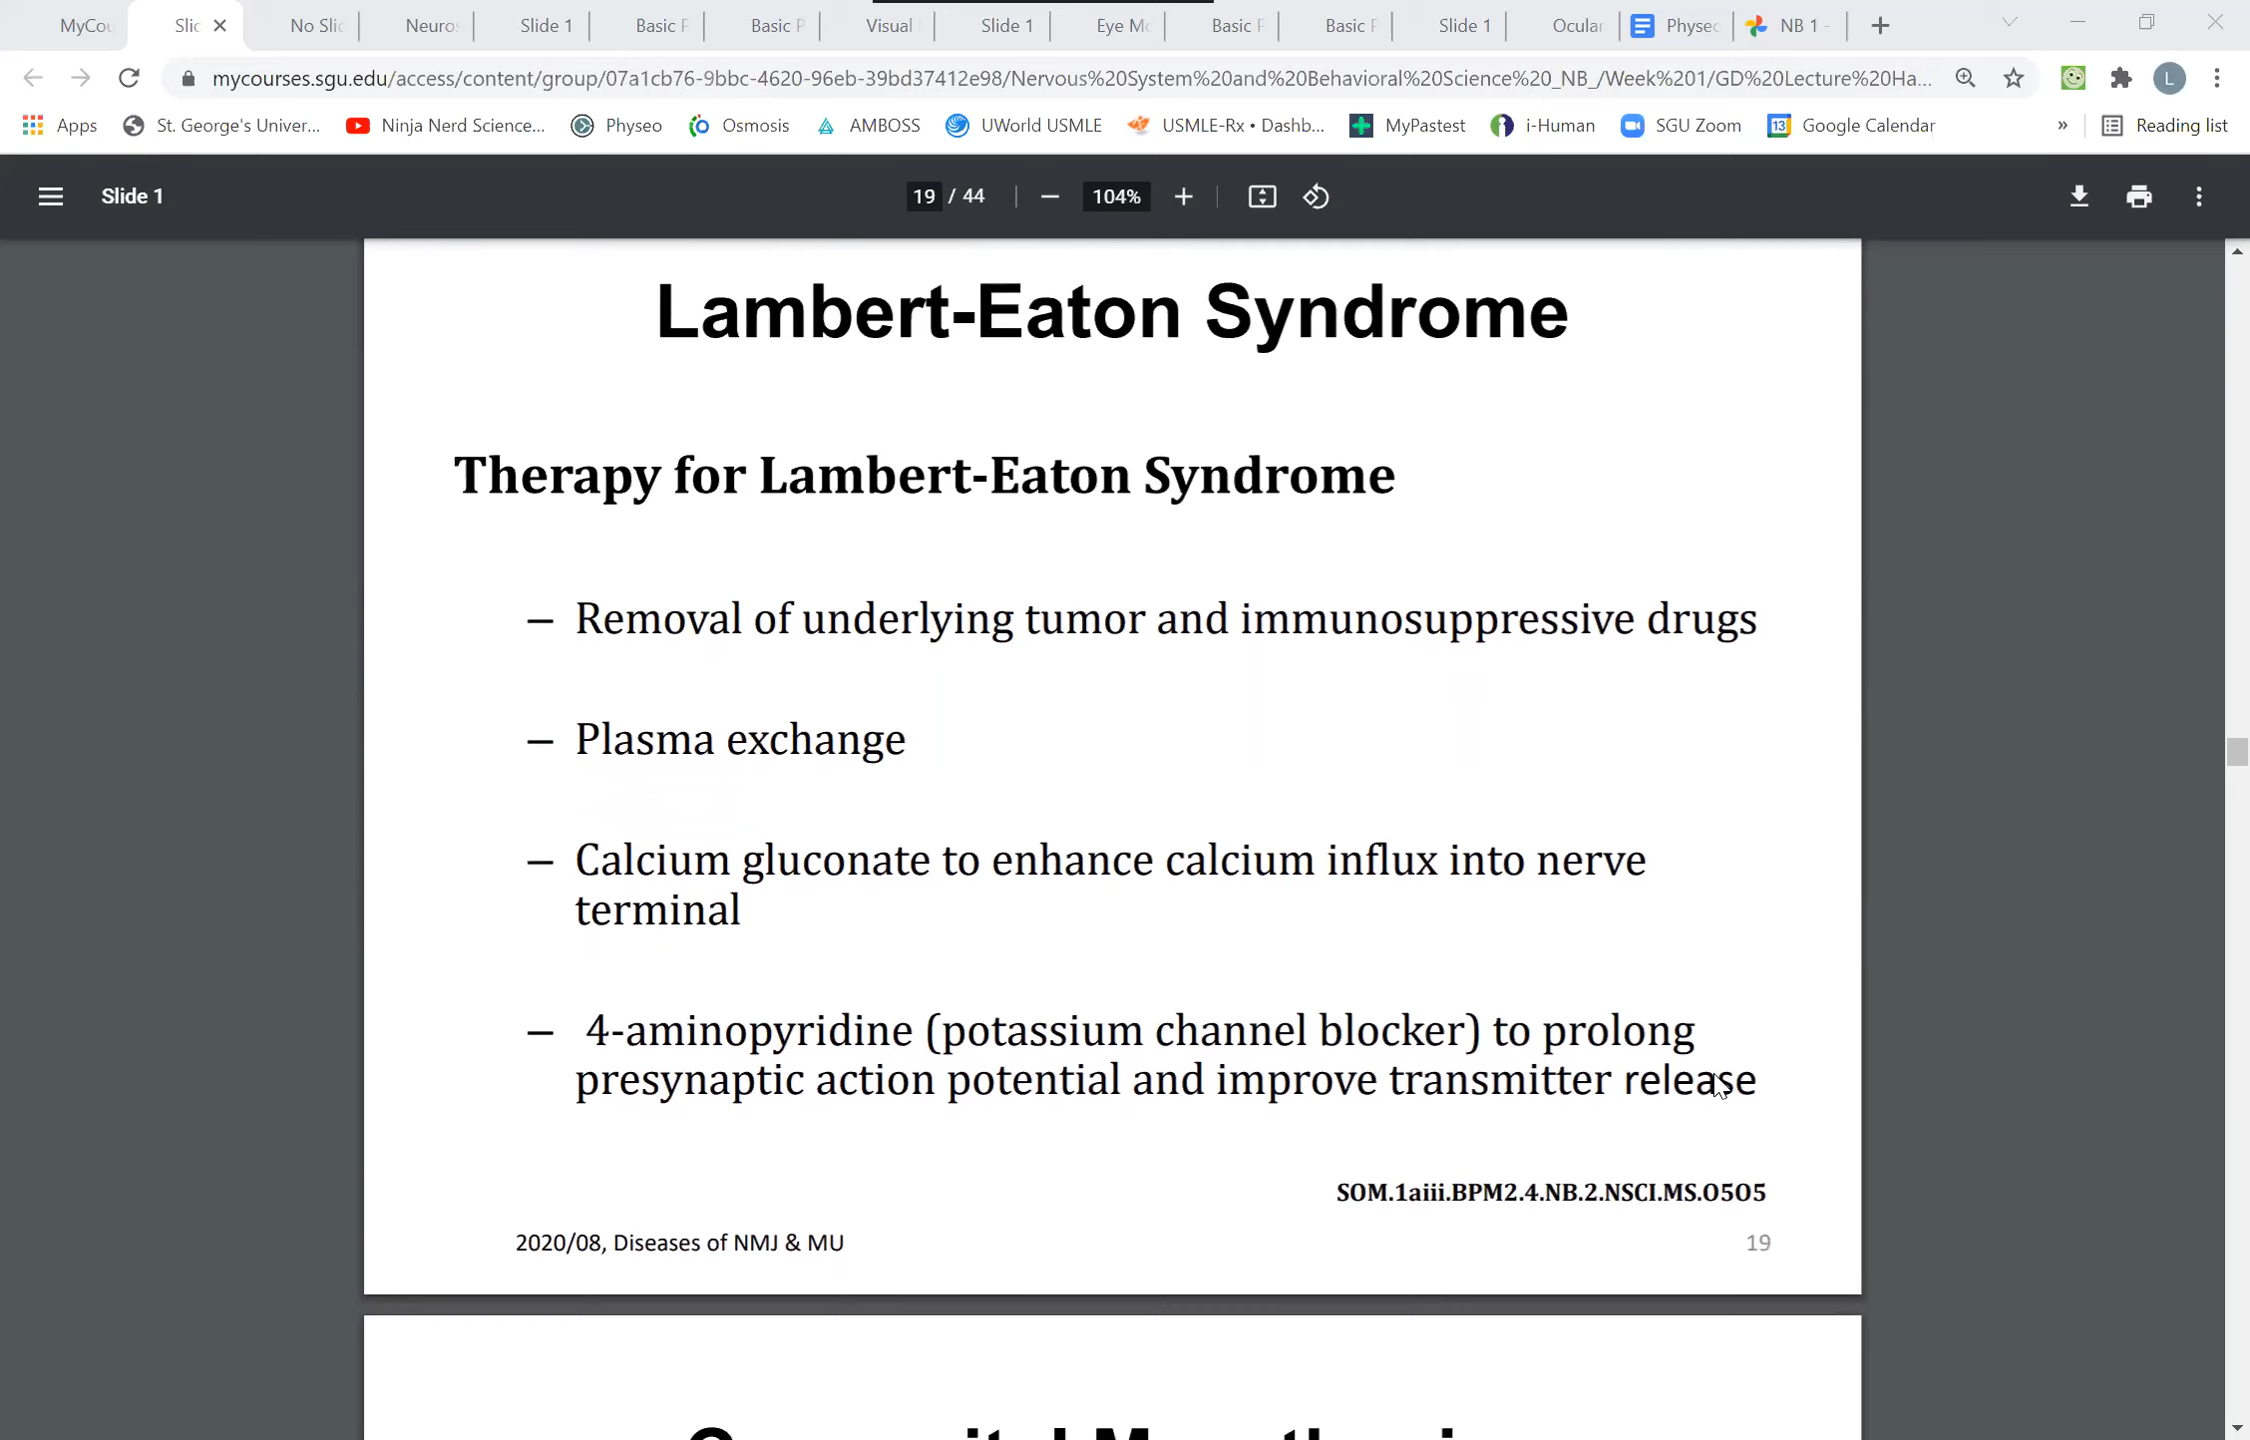 MyCou
Slic
No Slic
Neuros
Slide 1
Basic F
Basic P
Visual
Slide 1
Eye Mo
Basic F
Basic F
Slide 1
Ocular
Physec
NB 1 -
mycourses.sgu.edu/access/content/group/07a1cb76-9bbc-4620-96eb-39bd37412e98/Nervous%20System%20and%20Behavioral%20Science%20_NB_/Week%201/GD%20Lecture%20Ha...
L
Apps
St. George's Univer...
Ninja Nerd Science...
Physeo
Osmosis
AMBOSS
UWorld USMLE
USMLE-Rx • Dashb...
MyPastest
i-Human
SGU Zoom
13
Google Calendar
»
Reading list
Slide 1
19 / 44
104%
Lambert-Eaton Syndrome
Therapy for Lambert-Eaton Syndrome
– Removal of underlying tumor and immunosuppressive drugs
– Plasma exchange
– Calcium gluconate to enhance calcium influx into nerve
terminal
– 4-aminopyridine (potassium channel blocker) to prolong
presynaptic action potential and improve transmitter release
SOM.1aiii.BPM2.4.NB.2.NSCI.MS.O5O5
2020/08, Diseases of NMJ & MU
19